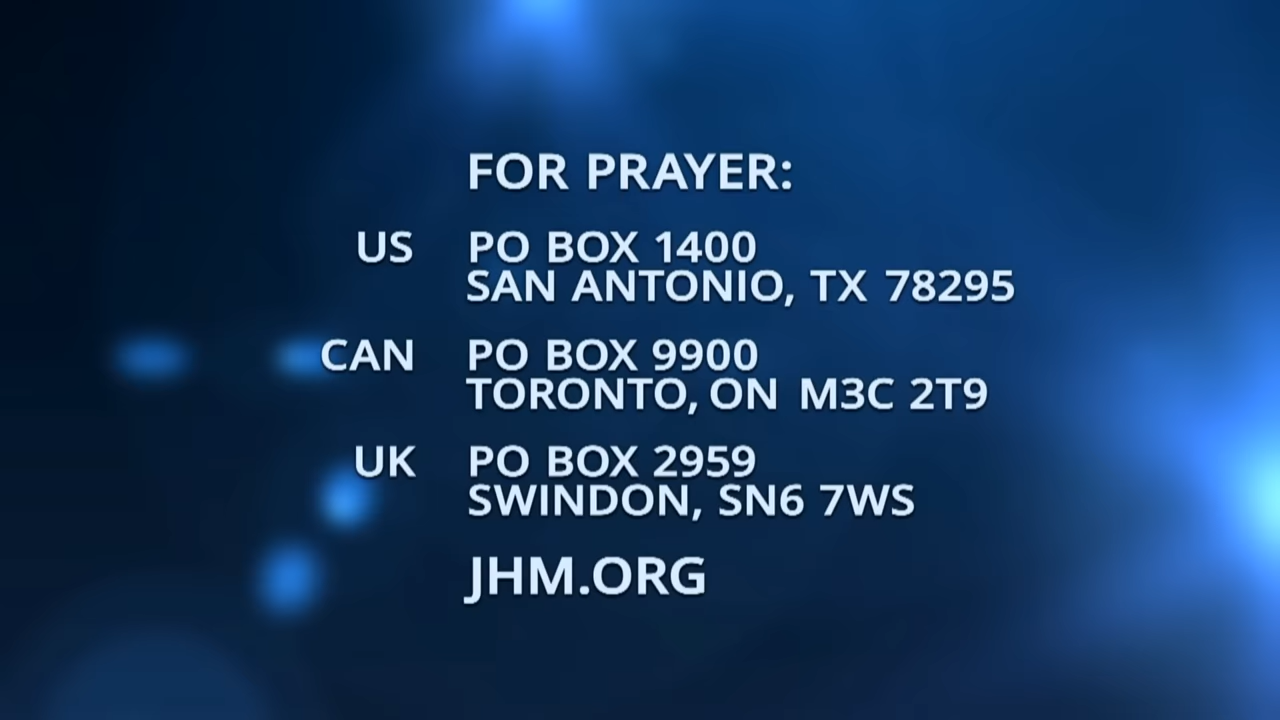 FOR PRAYER:
US PO BOX 1400
SAN ANTONIO, TX 78295
CAN PO BOX 9900
TORONTO, ON M3C 2T9
UK PO BOX 2959
SWINDON, SN6 7WS
JHM.ORG